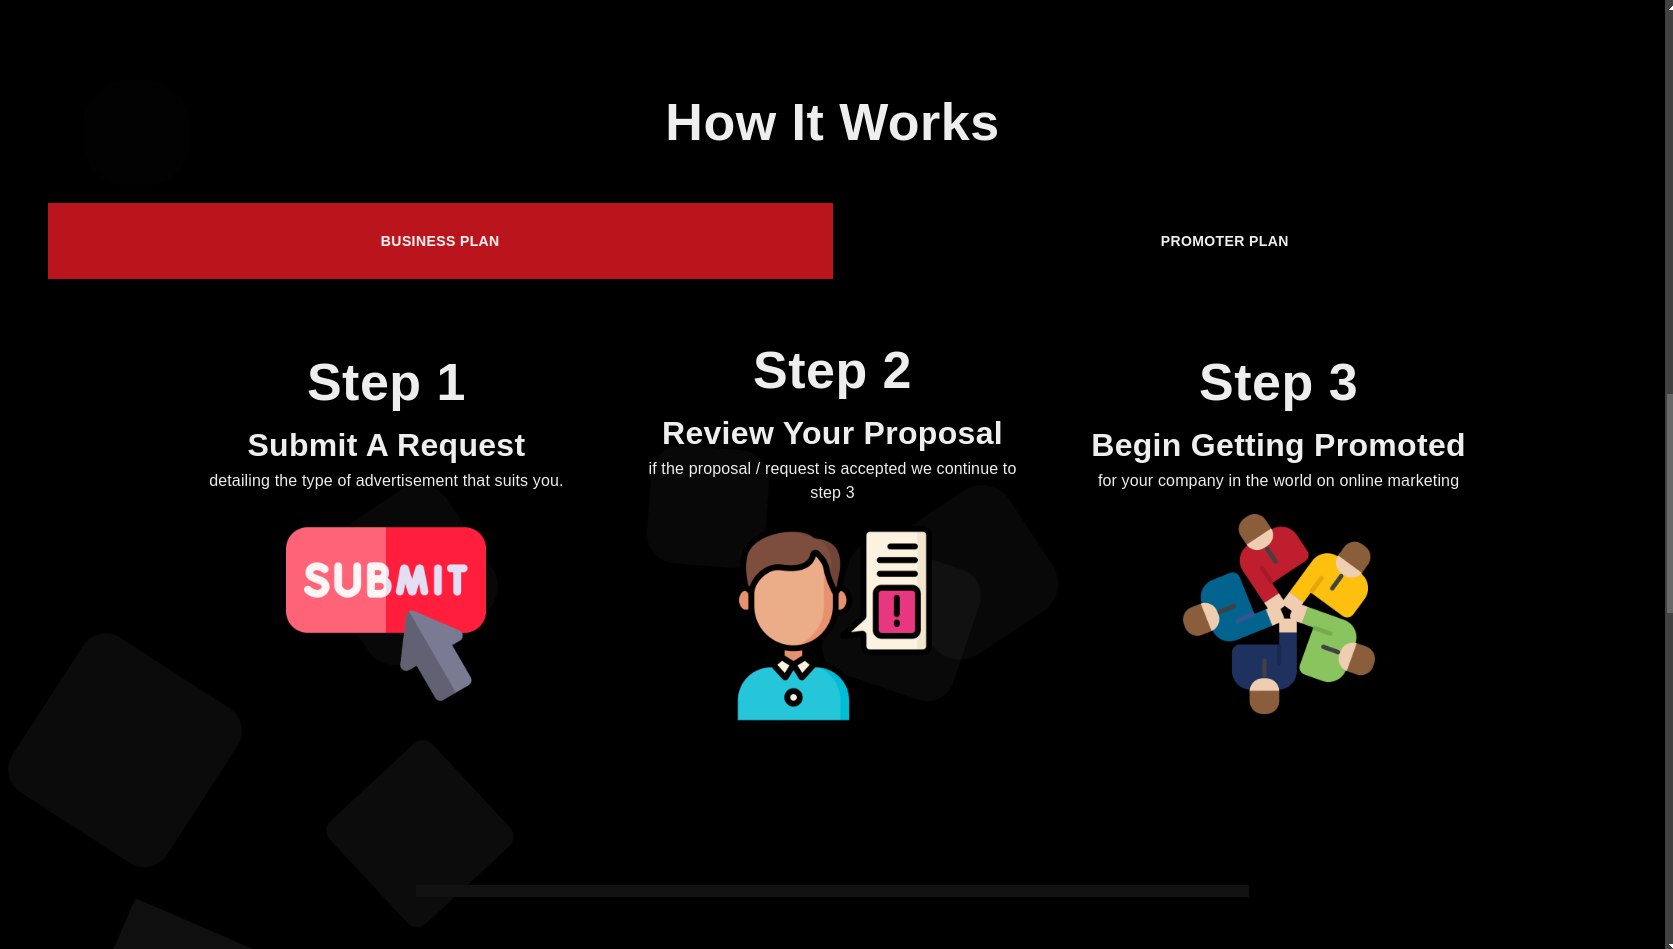 How It Works
BUSINESS PLAN
PROMOTER PLAN
Step 1
Submit A Request
detailing the type of advertisement that suits you.
SUBMIT
Step 2
Review Your Proposal
if the proposal / request is accepted we continue to
step 3
!
Step 3
Begin Getting Promoted
for your company in the world on online marketing